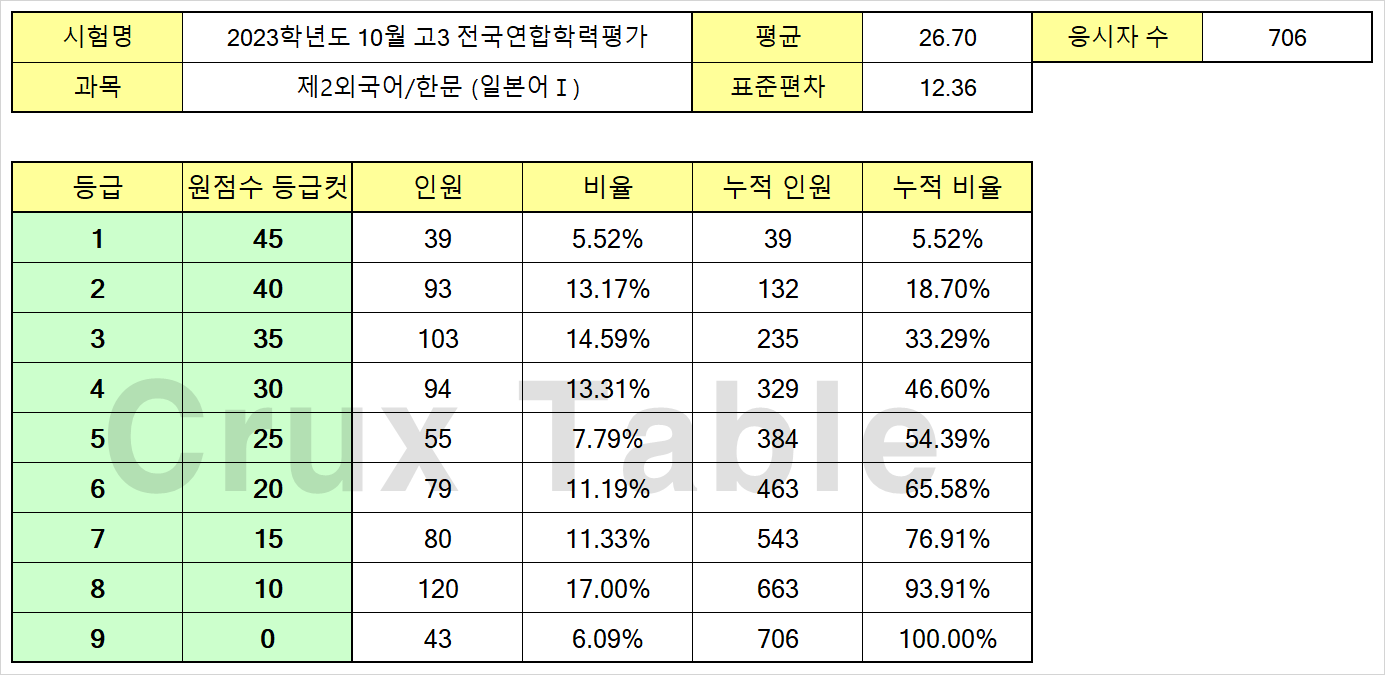 시험명 2023학년도 10월 고3 전국연합학력평가 평균 26.70 응시자 수 706
과목 제2외국어/한문 (일본어Ⅰ) 표준편차 12.36
등급 원점수 등급컷 인원 비율 누적 인원 누적 비율
1 45 39 5.52% 39 5.52%
2 40 93 13.17% 132 18.70%
3 35 103 14.59% 235 33.29%
4 30 94 13.31% 329 46.60%
5 25 55 7.79% 384 54.39%
6 20 79 11.19% 463 65.58%
7 15 80 11.33% 543 76.91%
8 10 120 17.00% 663 93.91%
9 0 43 6.09% 706 100.00%
Crux Table